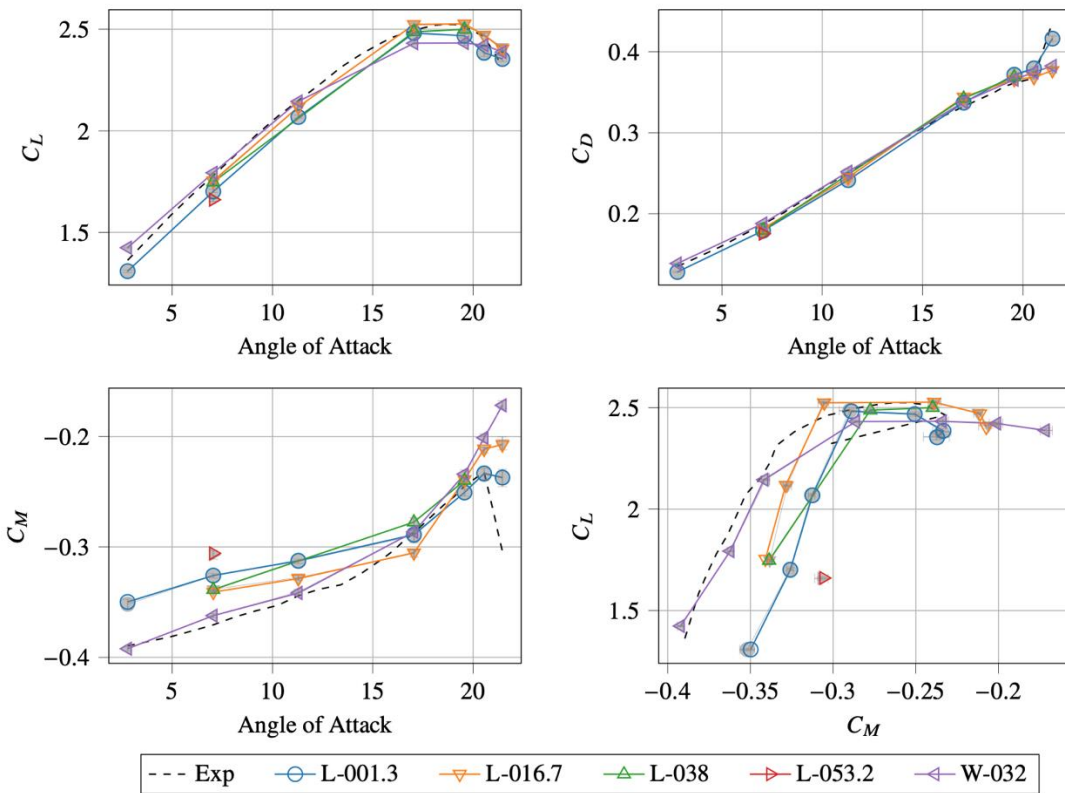 2.5
2
1.5
C_L
5 10 15 20
Angle of Attack
0.4
0.3
0.2
C_D
5 10 15 20
Angle of Attack
−0.2
−0.3
−0.4
C_M
5 10 15 20
Angle of Attack
2.5
2
1.5
C_L
−0.4 −0.35 −0.3 −0.25 −0.2
C_M
Exp L-001.3 L-016.7 L-038 L-053.2 W-032